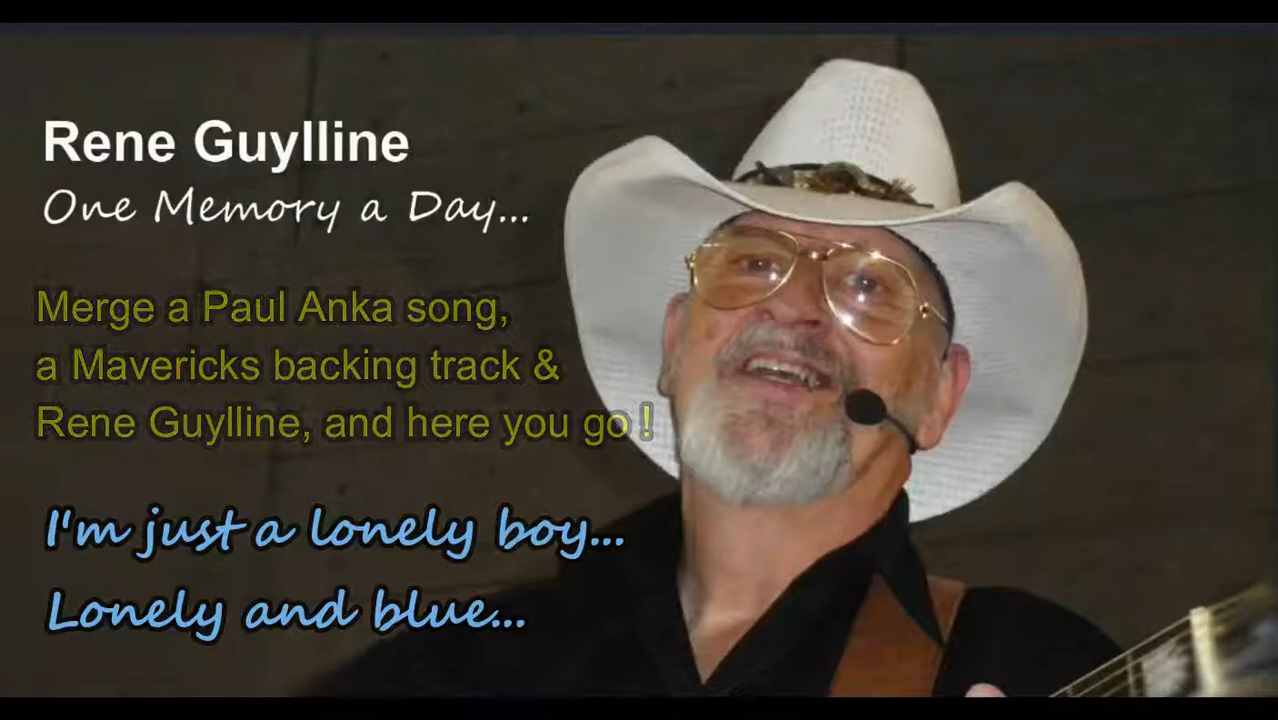 Rene Guylline
One Memory a Day...
Merge a Paul Anka song,
a Mavericks backing track &
Rene Guylline, and here you go !
I'm just a lonely boy...
Lonely and blue...